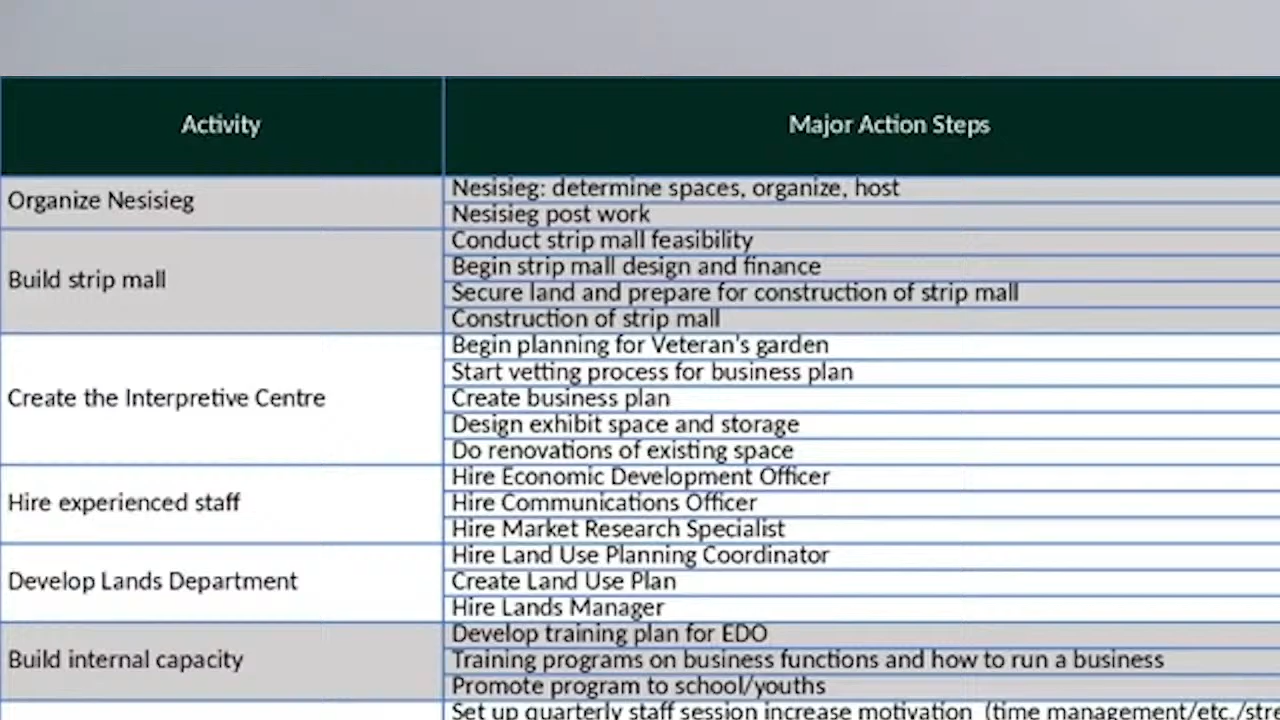 Activity
Major Action Steps
Organize Nesisieg
Nesisieg: determine spaces, organize, host
Nesisieg post work
Build strip mall
Conduct strip mall feasibility
Begin strip mall design and finance
Secure land and prepare for construction of strip mall
Construction of strip mall
Create the Interpretive Centre
Begin planning for Veteran's garden
Start vetting process for business plan
Create business plan
Design exhibit space and storage
Do renovations of existing space
Hire experienced staff
Hire Economic Development Officer
Hire Communications Officer
Hire Market Research Specialist
Develop Lands Department
Hire Land Use Planning Coordinator
Create Land Use Plan
Hire Lands Manager
Build internal capacity
Develop training plan for EDO
Training programs on business functions and how to run a business
Promote program to school/youths
Set up quarterly staff session increase motivation (time management/etc./stre